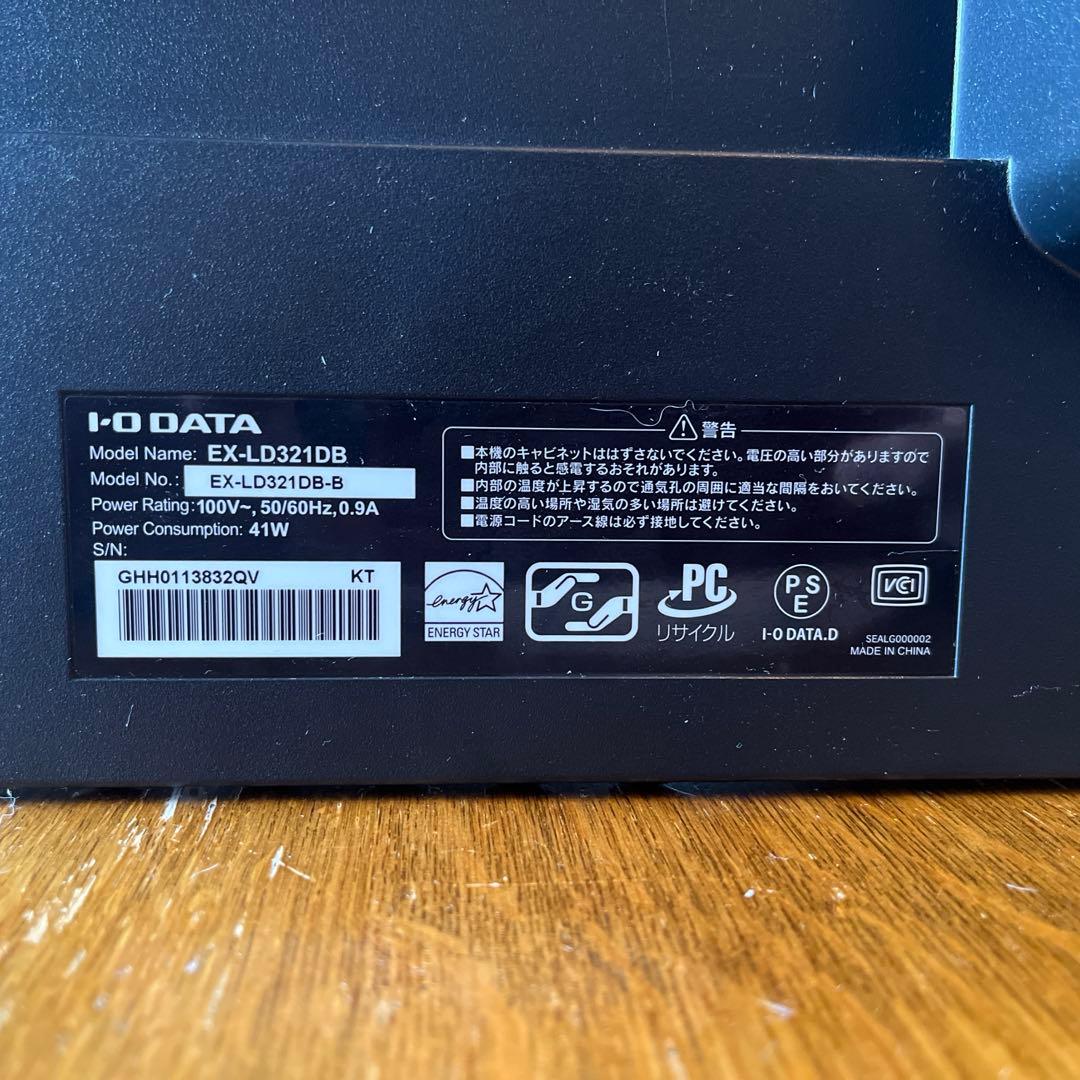 I-O DATA
Model Name: EX-LD321DB
Model No.: EX-LD321DB-B
Power Rating: 100V~, 50/60Hz, 0.9A
Power Consumption: 41W
S/N:
GHH0113832QV KT
⚠警告
■本機のキャビネットははずさないでください。電圧の高い部分がありますので
内部に触ると感電するおそれがあります。
■内部の温度が上昇するので通気孔の周囲に適当な間隔をおいてください。
■温度の高い場所や湿気の多い場所は避けてください。
■電源コードのアース線は必ず接地してください。
energy
ENERGY STAR
G
PC
リサイクル
PS
E
I-O DATA.D
VCI
SEALG000002
MADE IN CHINA